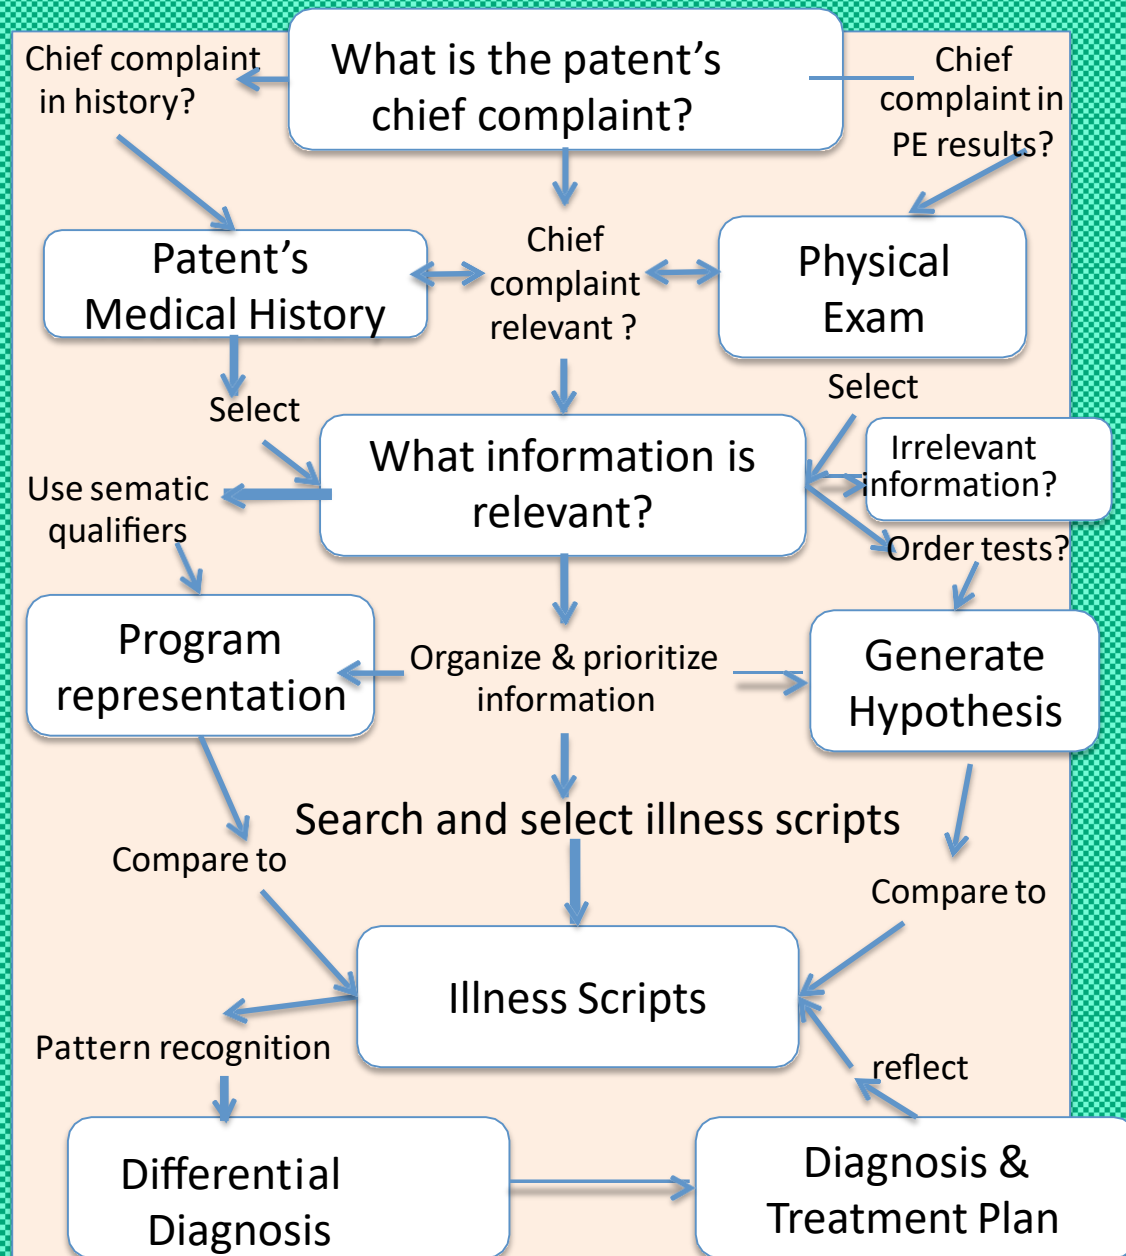 Chief complaint
in history?
What is the patent’s
chief complaint?
Chief
complaint in
PE results?
Patent’s
Medical History
Chief
complaint
relevant ?
Physical
Exam
Select
Select
What information is
relevant?
Irrelevant
information?
Use sematic
qualifiers
Order tests?
Program
representation
Organize & prioritize
information
Generate
Hypothesis
Search and select illness scripts
Compare to
Compare to
Illness Scripts
Pattern recognition
reflect
Differential
Diagnosis
Diagnosis &
Treatment Plan